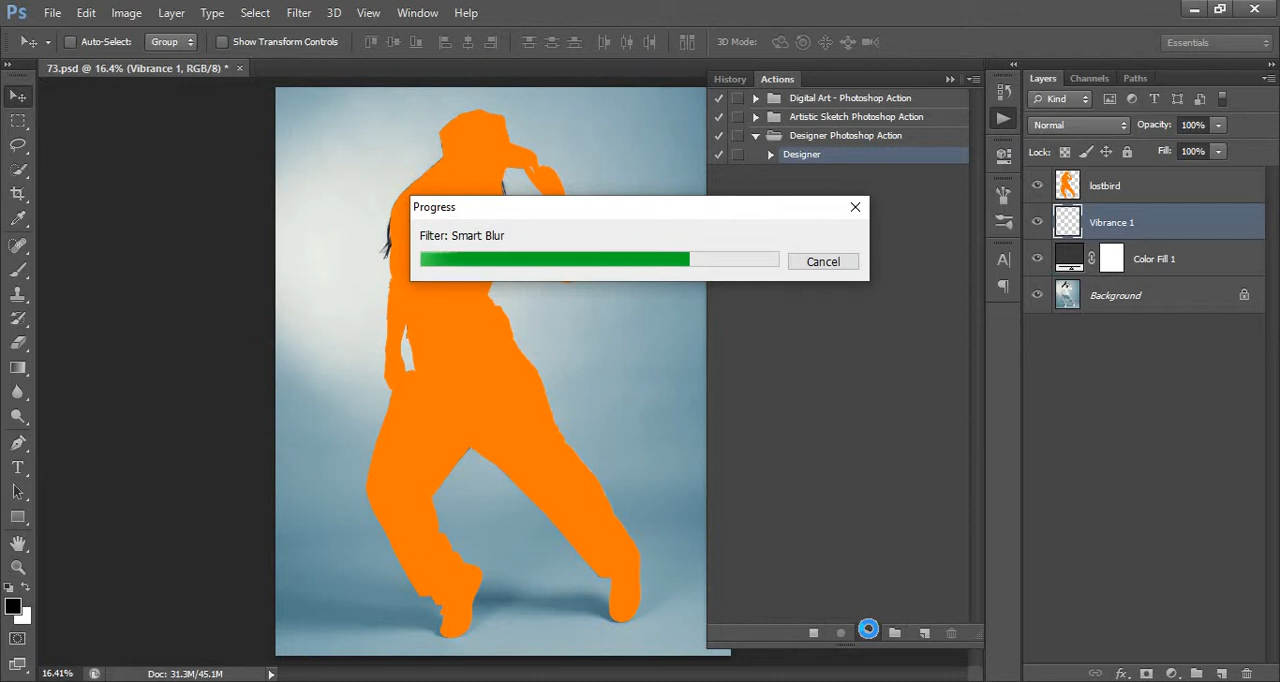 Ps File Edit Image Layer Type Select Filter 3D View Window Help
Auto-Select: Group Show Transform Controls 3D Mode: Essentials
73.psd @ 16.4% (Vibrance 1, RGB/8) * ×
History Actions
Digital Art - Photoshop Action
Artistic Sketch Photoshop Action
Designer Photoshop Action
Designer
Layers Channels Paths
Kind
Normal Opacity: 100%
Lock: Fill: 100%
lostbird
Vibrance 1
Color Fill 1
Background
Progress
Filter: Smart Blur
Cancel
16.41% Doc: 31.3M/45.1M